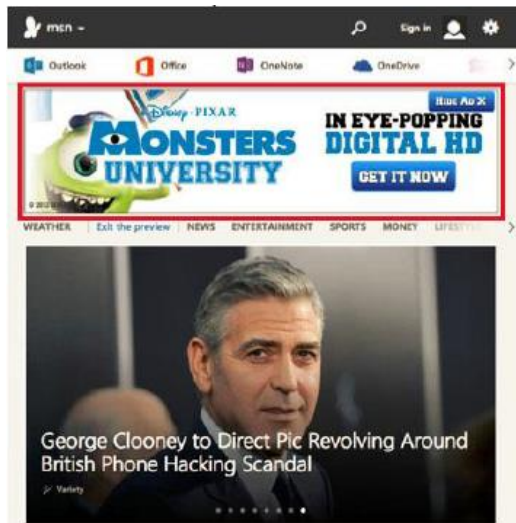 msn
Sign in
Outlook
Office
OneNote
OneDrive
Disney · PIXAR
MONSTERS
UNIVERSITY
Hide Ad X
IN EYE-POPPING
DIGITAL HD
GET IT NOW
WEATHER
Exit the preview
NEWS
ENTERTAINMENT
SPORTS
MONEY
LIFESTYLE
George Clooney to Direct Pic Revolving Around
British Phone Hacking Scandal
Variety